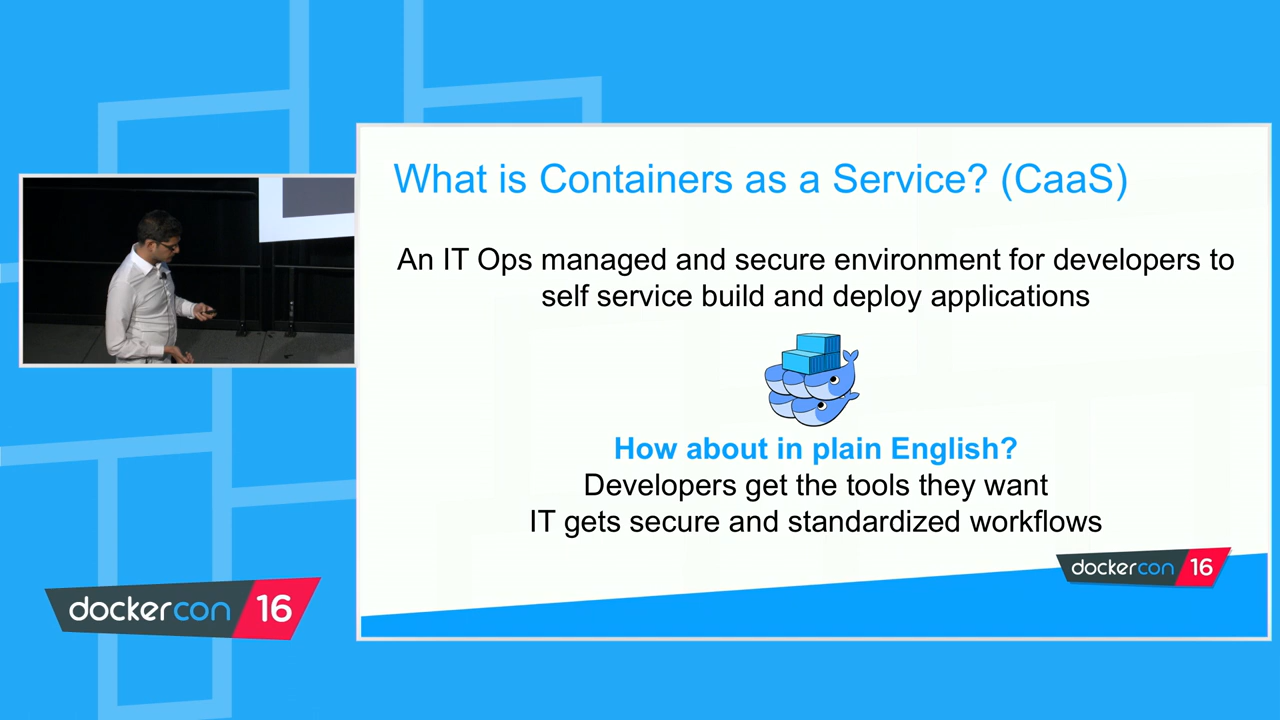 What is Containers as a Service? (CaaS)
An IT Ops managed and secure environment for developers to
self service build and deploy applications
How about in plain English?
Developers get the tools they want
IT gets secure and standardized workflows
dockercon 16
dockercon 16